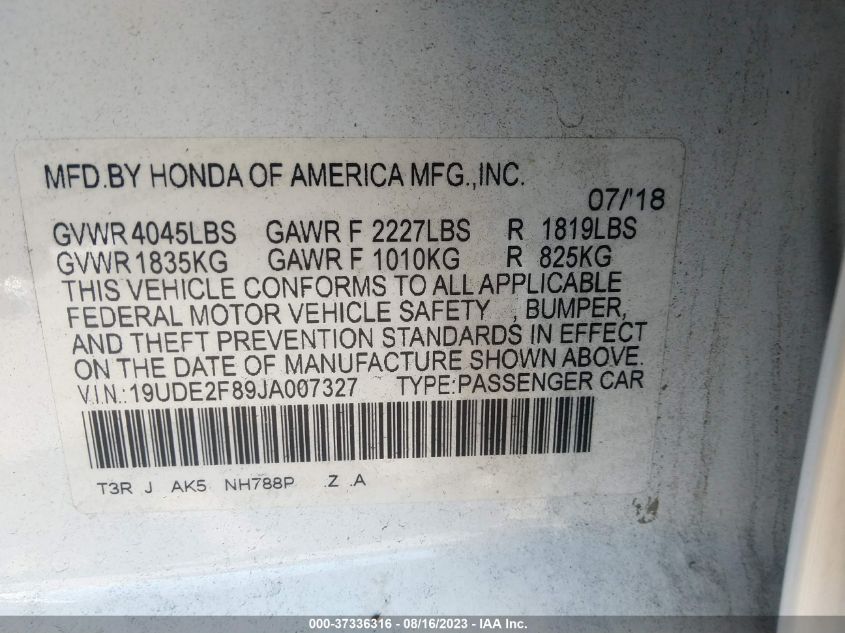 MFD.BY HONDA OF AMERICA MFG.,INC.
07/'18
GVWR 4045LBS GAWR F 2227LBS R 1819LBS
GVWR 1835KG GAWR F 1010KG R 825KG
THIS VEHICLE CONFORMS TO ALL APPLICABLE
FEDERAL MOTOR VEHICLE SAFETY , BUMPER,
AND THEFT PREVENTION STANDARDS IN EFFECT
ON THE DATE OF MANUFACTURE SHOWN ABOVE.
V.I.N.:19UDE2F89JA007327 TYPE:PASSENGER CAR
T3R J AK5 NH788P .Z .A
000-37336316 - 08/16/2023 - IAA Inc.